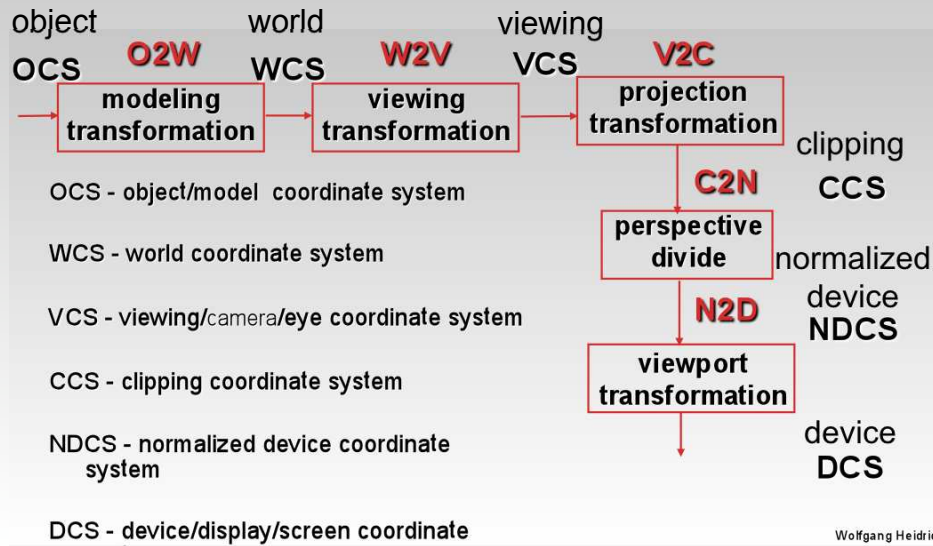 object
OCS
O2W
world
WCS
W2V
viewing
VCS
V2C
modeling
transformation
viewing
transformation
projection
transformation
clipping
CCS
C2N
OCS - object/model coordinate system
perspective
divide
normalized
device
NDCS
WCS - world coordinate system
N2D
VCS - viewing/camera/eye coordinate system
viewport
transformation
CCS - clipping coordinate system
device
DCS
NDCS - normalized device coordinate
system
DCS - device/display/screen coordinate
Wolfgang